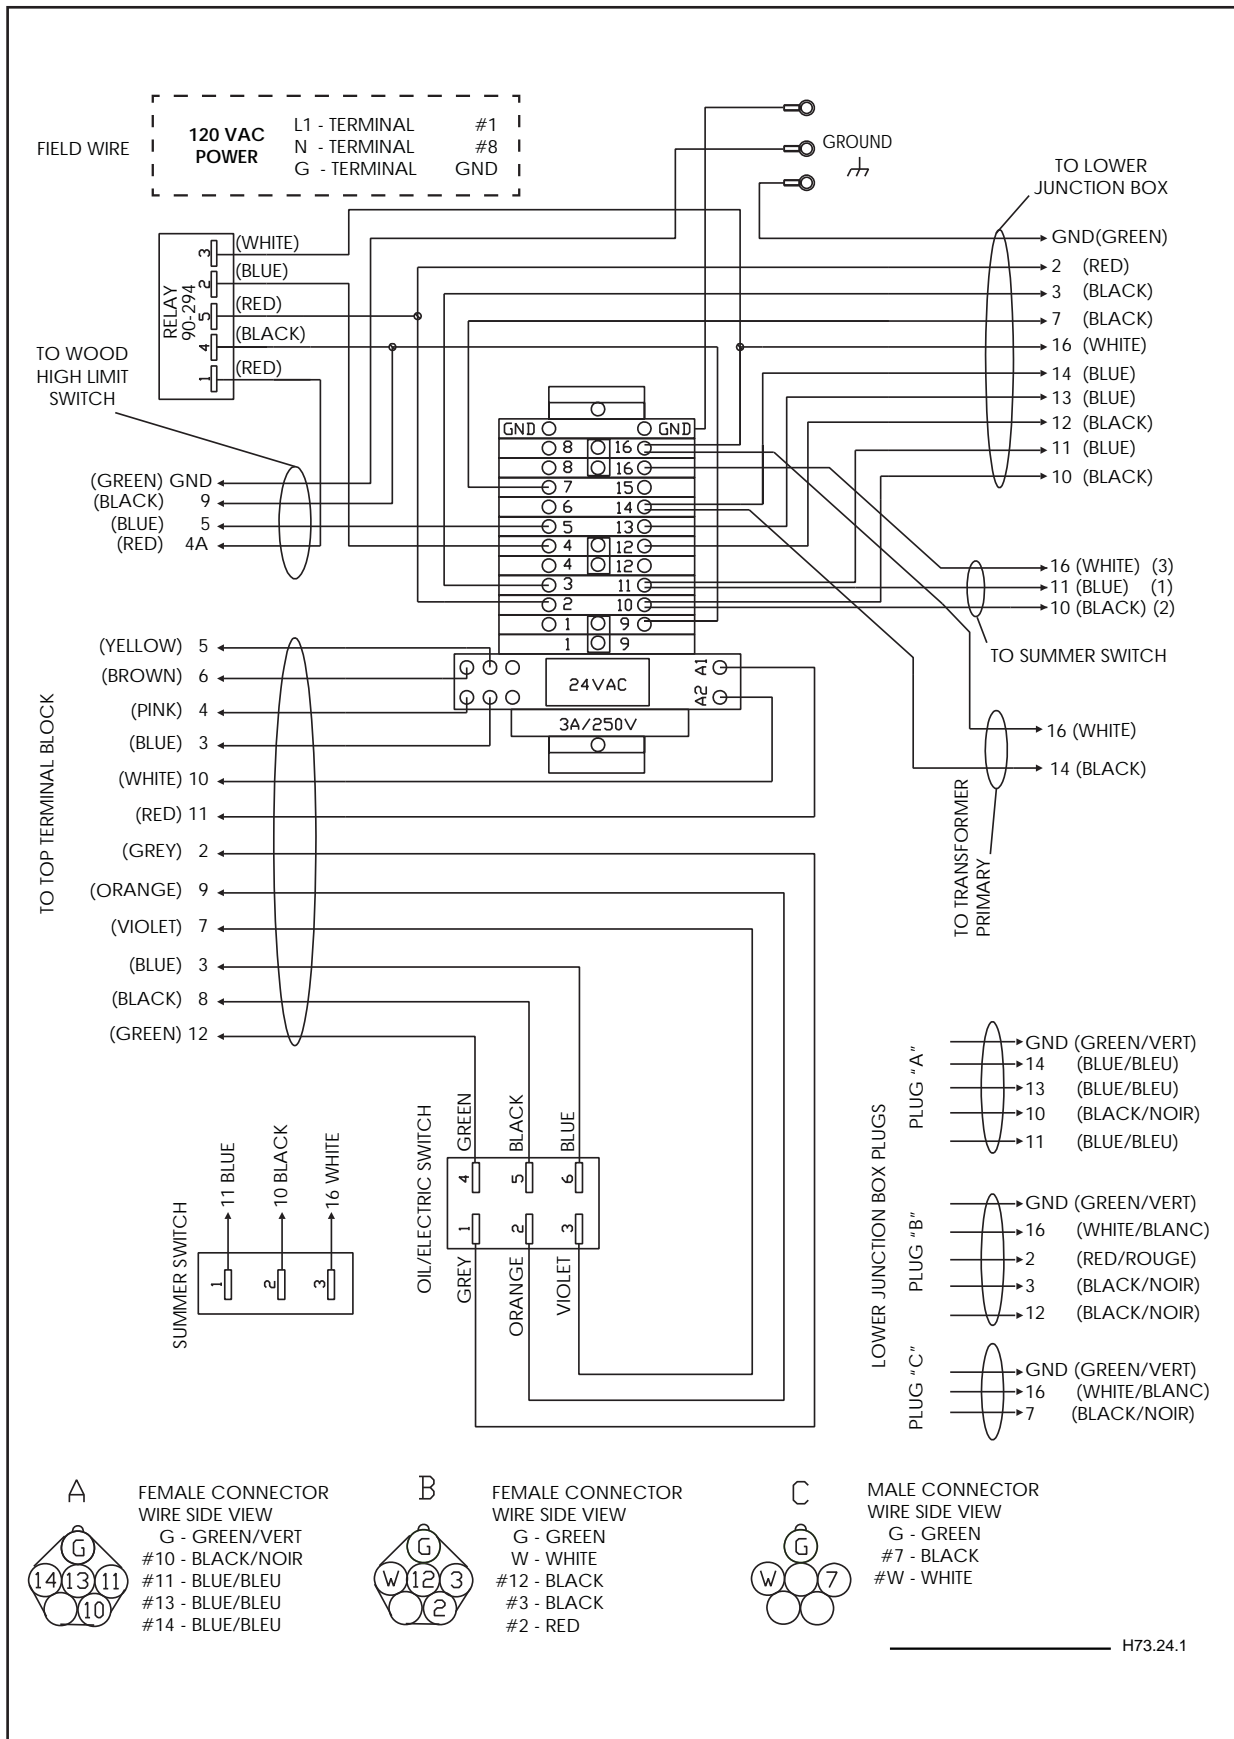 FIELD WIRE
120 VAC
POWER
L1 - TERMINAL #1
N - TERMINAL #8
G - TERMINAL GND
GROUND
TO LOWER
JUNCTION BOX
GND(GREEN)
2 (RED)
3 (BLACK)
7 (BLACK)
16 (WHITE)
14 (BLUE)
13 (BLUE)
12 (BLACK)
11 (BLUE)
10 (BLACK)
RELAY
90-294
3 (WHITE)
2 (BLUE)
5 (RED)
4 (BLACK)
1 (RED)
TO WOOD
HIGH LIMIT
SWITCH
(GREEN) GND
(BLACK) 9
(BLUE) 5
(RED) 4A
GND GND
8 16
8 16
7 15
6 14
5 13
4 12
4 12
3 11
2 10
1 9
1 9
24VAC
A1
A2
3A/250V
16 (WHITE) (3)
11 (BLUE) (1)
10 (BLACK) (2)
TO SUMMER SWITCH
16 (WHITE)
14 (BLACK)
TO TRANSFORMER
PRIMARY
TO TOP TERMINAL BLOCK
(YELLOW) 5
(BROWN) 6
(PINK) 4
(BLUE) 3
(WHITE) 10
(RED) 11
(GREY) 2
(ORANGE) 9
(VIOLET) 7
(BLUE) 3
(BLACK) 8
(GREEN) 12
SUMMER SWITCH
11 BLUE
10 BLACK
16 WHITE
1 2 3
OIL/ELECTRIC SWITCH
GREEN BLACK BLUE
4 5 6
1 2 3
GREY ORANGE VIOLET
LOWER JUNCTION BOX PLUGS
PLUG "A"
GND (GREEN/VERT)
14 (BLUE/BLEU)
13 (BLUE/BLEU)
10 (BLACK/NOIR)
11 (BLUE/BLEU)
PLUG "B"
GND (GREEN/VERT)
16 (WHITE/BLANC)
2 (RED/ROUGE)
3 (BLACK/NOIR)
12 (BLACK/NOIR)
PLUG "C"
GND (GREEN/VERT)
16 (WHITE/BLANC)
7 (BLACK/NOIR)
A
G
14 13 11
10
FEMALE CONNECTOR
WIRE SIDE VIEW
G - GREEN/VERT
#10 - BLACK/NOIR
#11 - BLUE/BLEU
#13 - BLUE/BLEU
#14 - BLUE/BLEU
B
G
W 12 3
2
FEMALE CONNECTOR
WIRE SIDE VIEW
G - GREEN
W - WHITE
#12 - BLACK
#3 - BLACK
#2 - RED
C
G
W 7
MALE CONNECTOR
WIRE SIDE VIEW
G - GREEN
#7 - BLACK
#W - WHITE
H73.24.1